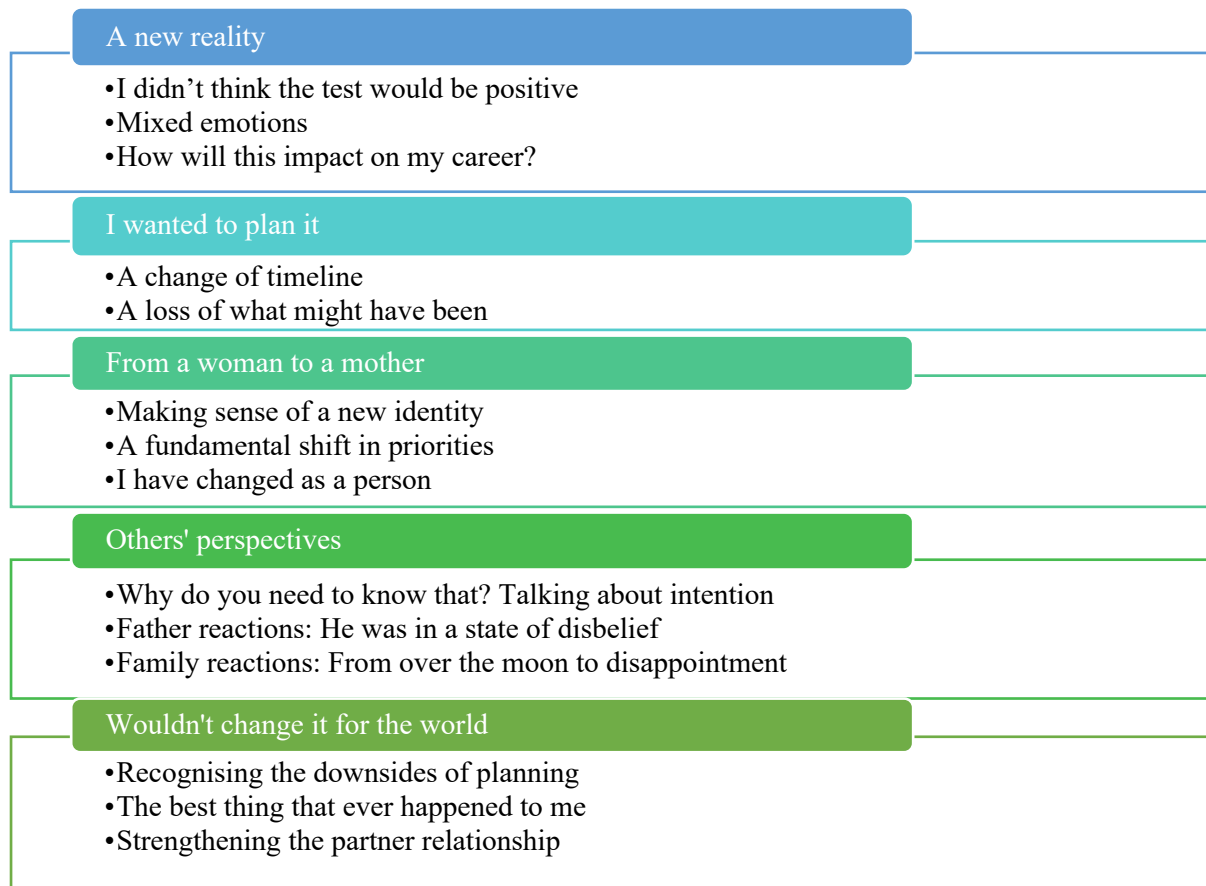 A new reality
•I didn’t think the test would be positive
•Mixed emotions
•How will this impact on my career?
I wanted to plan it
•A change of timeline
•A loss of what might have been
From a woman to a mother
•Making sense of a new identity
•A fundamental shift in priorities
•I have changed as a person
Others' perspectives
•Why do you need to know that? Talking about intention
•Father reactions: He was in a state of disbelief
•Family reactions: From over the moon to disappointment
Wouldn't change it for the world
•Recognising the downsides of planning
•The best thing that ever happened to me
•Strengthening the partner relationship